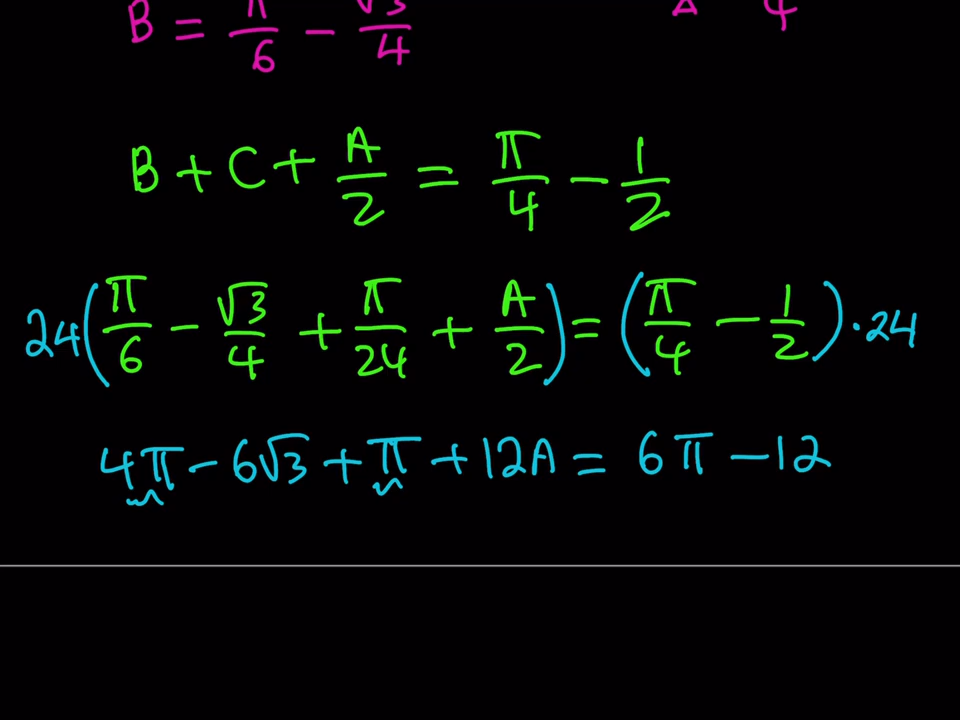 B = π/6 - √3/4
A 4
B + C + A/2 = π/4 - 1/2
24(π/6 - √3/4 + π/24 + A/2) = (π/4 - 1/2)·24
4π - 6√3 + π + 12A = 6π - 12